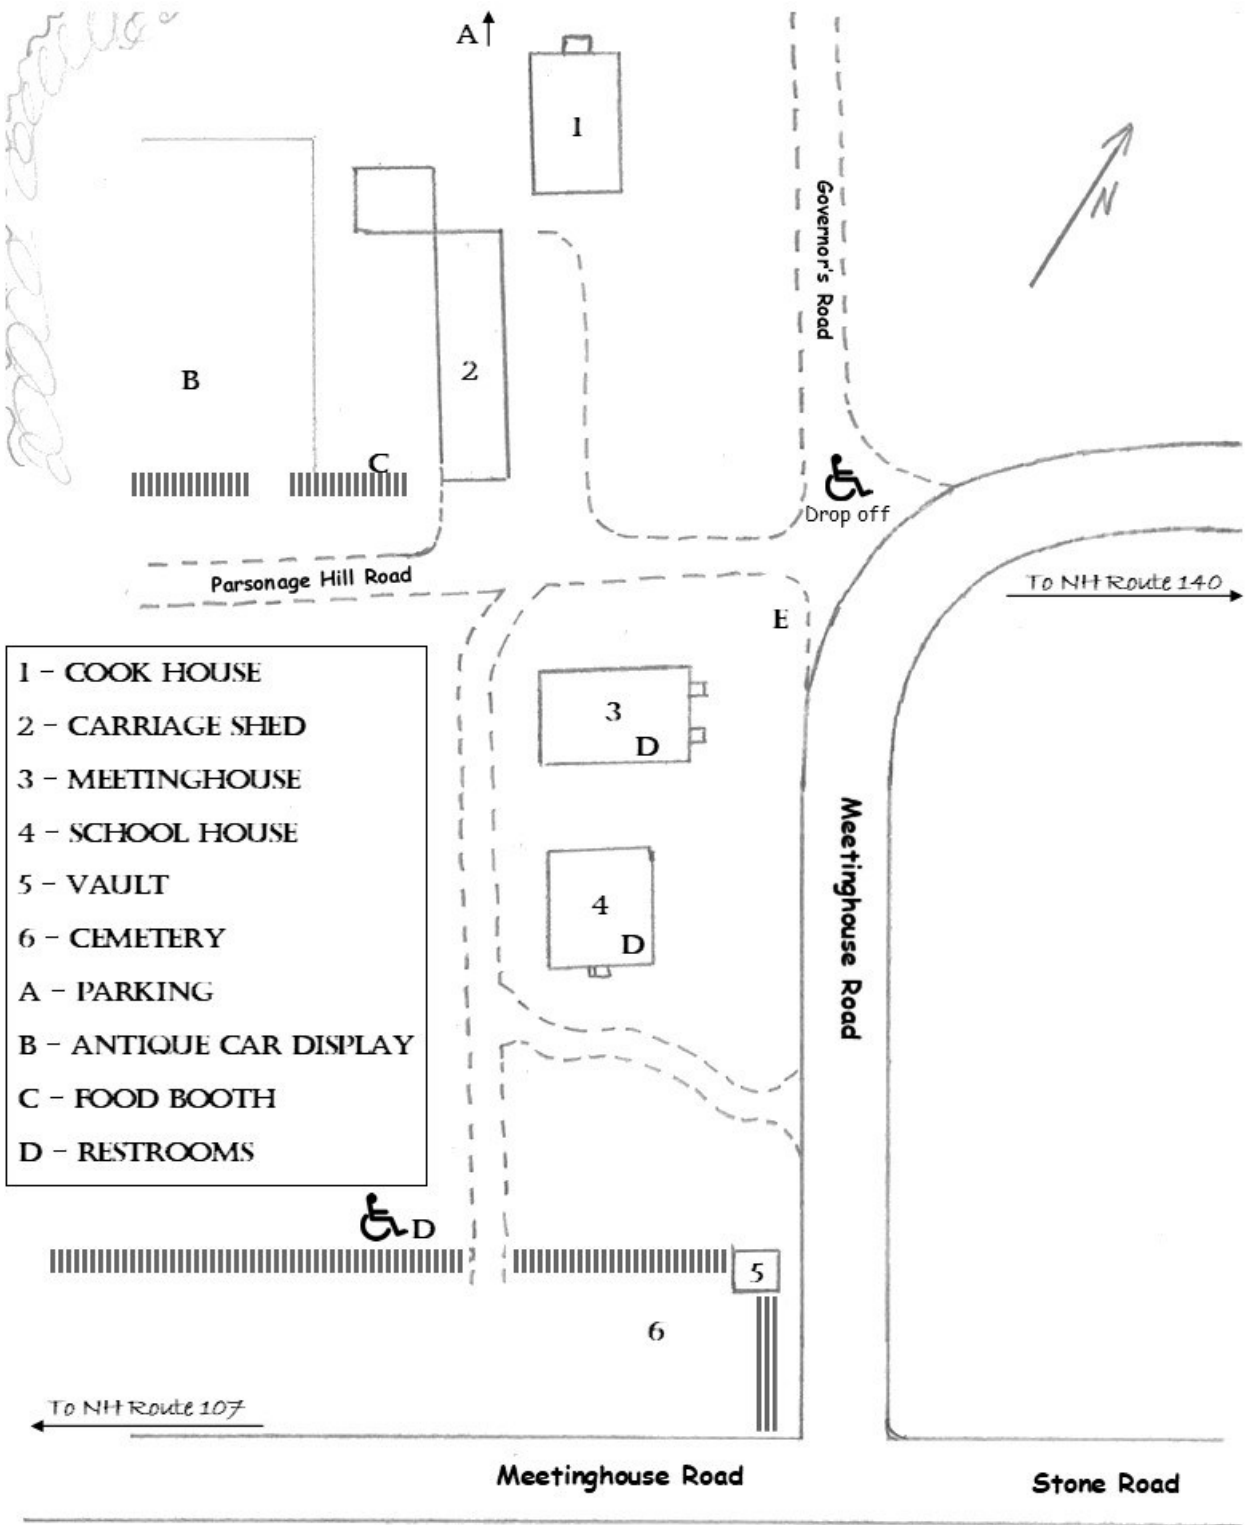 A
1
N
Governor's Road
2
B
C
Drop off
Parsonage Hill Road
To NH Route 140
E
1 - COOK HOUSE
2 - CARRIAGE SHED
3 - MEETINGHOUSE
4 - SCHOOL HOUSE
5 - VAULT
6 - CEMETERY
A - PARKING
B - ANTIQUE CAR DISPLAY
C - FOOD BOOTH
D - RESTROOMS
3
D
Meetinghouse Road
4
D
D
5
6
To NH Route 107
Meetinghouse Road
Stone Road